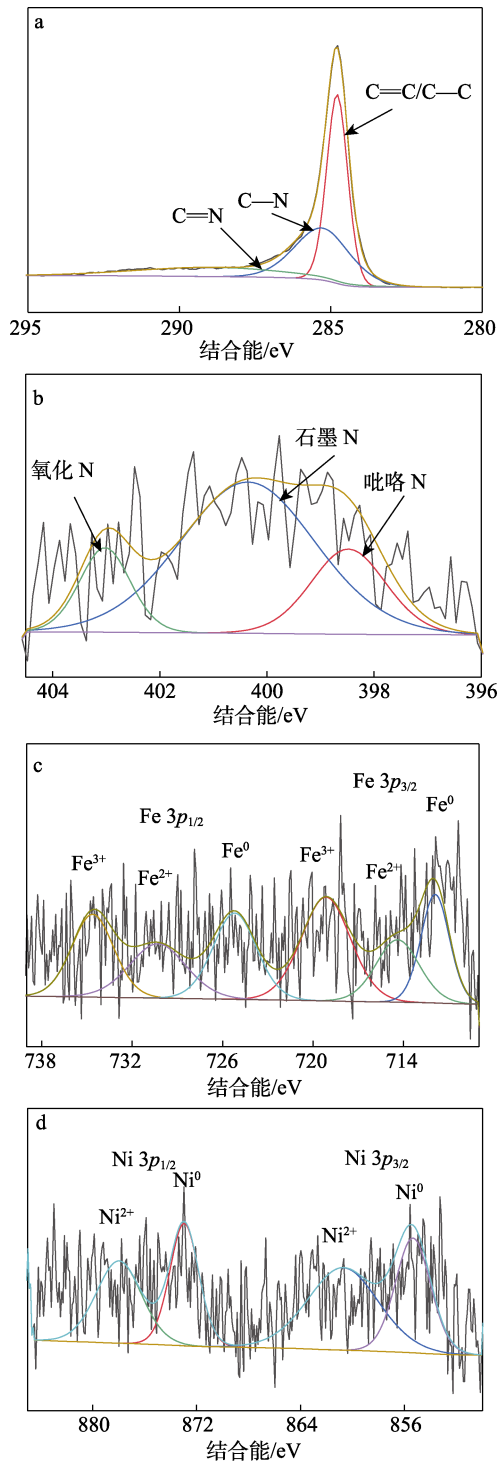 a
C═C/C—C
C—N
C═N
295 290 285 280
结合能/eV
b
石墨 N
氧化 N
吡咯 N
404 402 400 398 396
结合能/eV
c
Fe 3p3/2
Fe 3p1/2
Fe⁰
Fe³⁺ Fe²⁺ Fe⁰ Fe³⁺ Fe²⁺
738 732 726 720 714
结合能/eV
d
Ni 3p1/2 Ni 3p3/2
Ni⁰ Ni⁰
Ni²⁺ Ni²⁺
880 872 864 856
结合能/eV